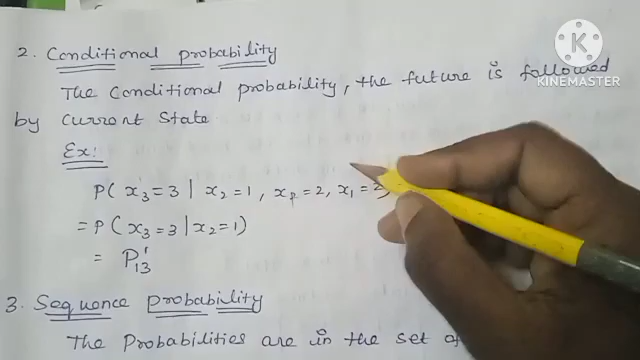 2. Conditional probability
The Conditional probability, the future is followed
by Current State.
Ex:
P( x₃ = 3 | x₂ = 1, xₚ = 2, x₁ = 2)
= P( x₃ = 3 | x₂ = 1)
= P₁₃¹
3. Sequence probability
The Probabilities are in the set of
KINEMASTER